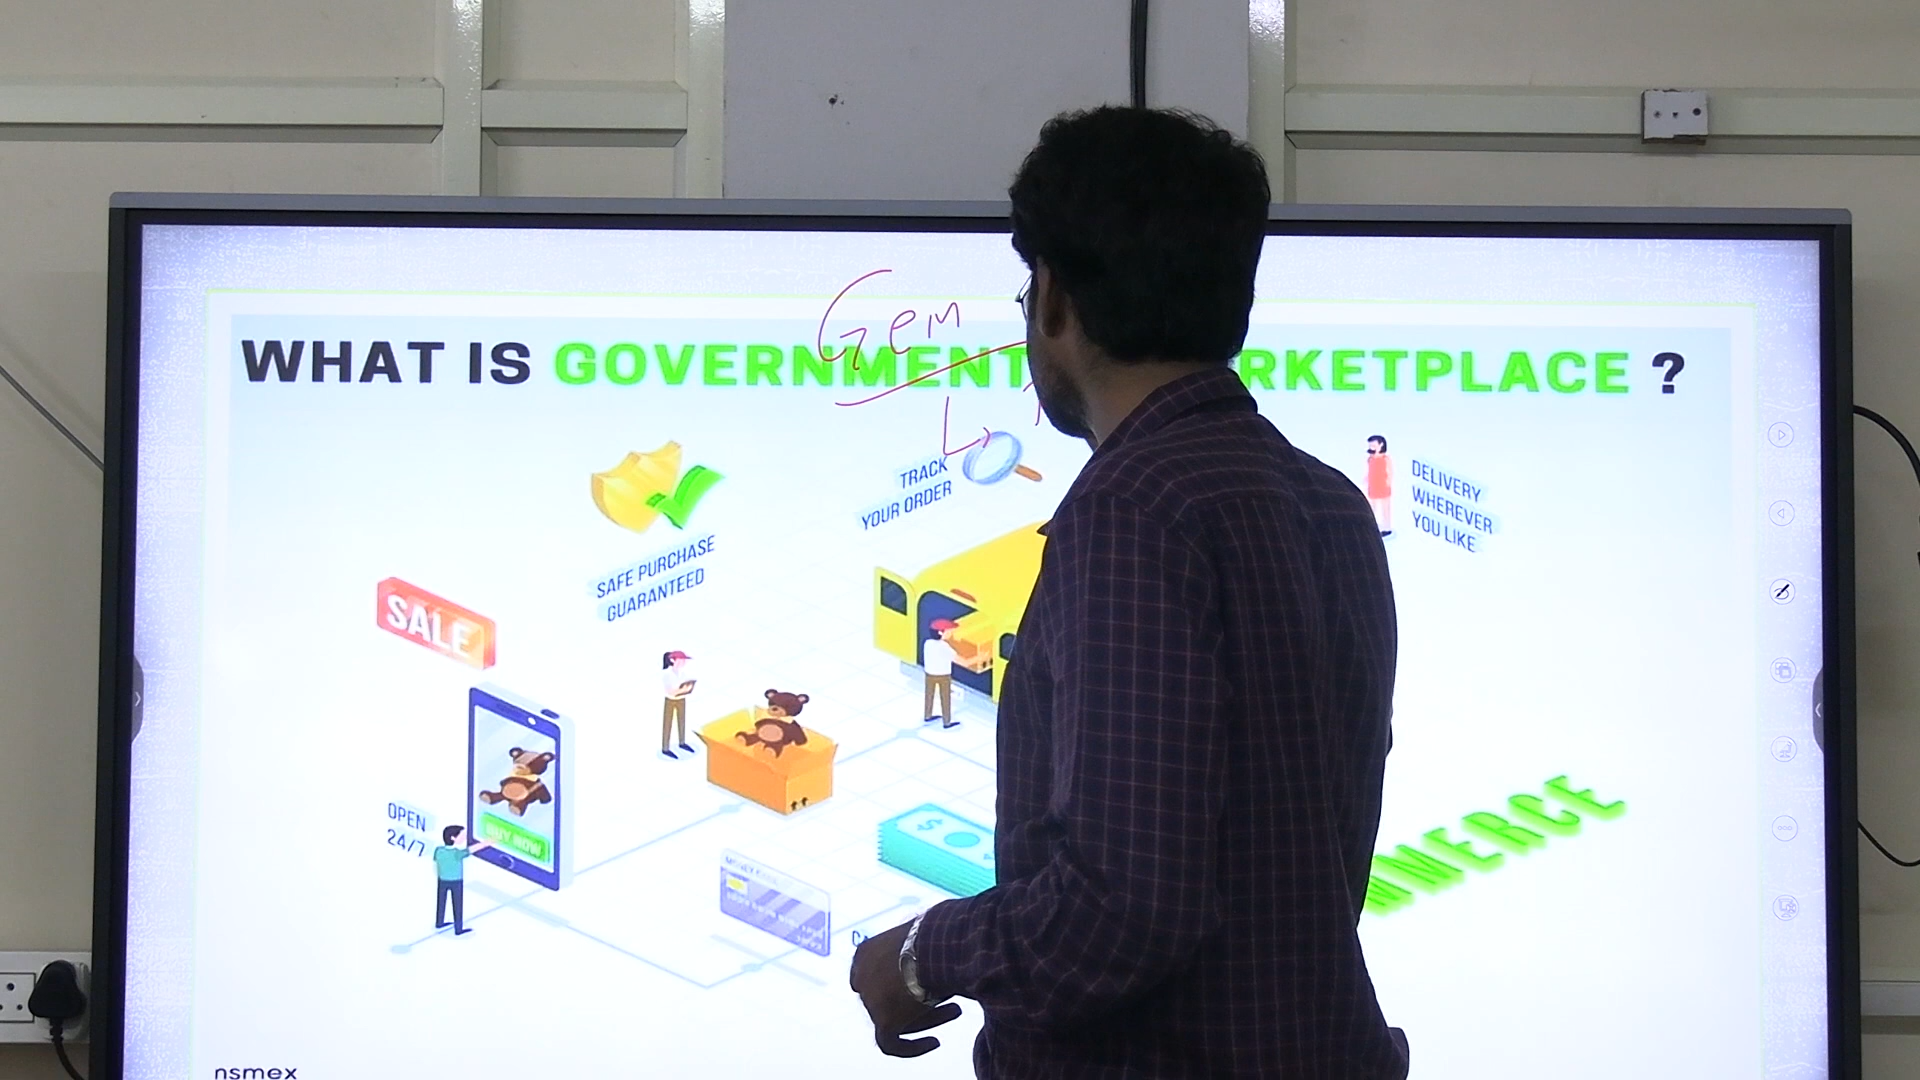 Gem
WHAT IS GOVERNMENT RKETPLACE ?
TRACK
YOUR ORDER
DELIVERY
WHEREVER
YOU LIKE
SAFE PURCHASE
GUARANTEED
SALE
OPEN
24/7
BUY NOW
MMERCE
nsmex